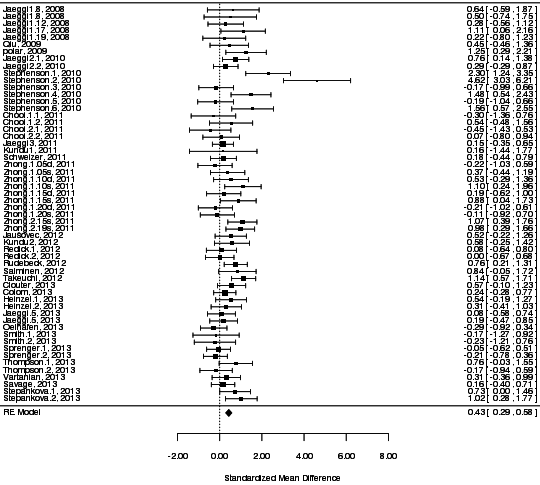 Jaeggi1.8, 2008 0.64 [ -0.59 , 1.87 ]
Jaeggi1.8, 2008 0.50 [ -0.74 , 1.75 ]
Jaeggi1.12, 2008 0.28 [ -0.56 , 1.12 ]
Jaeggi1.17, 2008 1.11 [ 0.06 , 2.16 ]
Jaeggi1.19, 2008 0.22 [ -0.80 , 1.23 ]
Qiu, 2009 0.45 [ -0.46 , 1.36 ]
polar, 2009 1.25 [ 0.29 , 2.21 ]
Jaeggi2.1, 2010 0.76 [ 0.14 , 1.38 ]
Jaeggi2.2, 2010 0.29 [ -0.29 , 0.87 ]
Stephenson.1, 2010 2.30 [ 1.24 , 3.35 ]
Stephenson.2, 2010 4.62 [ 3.03 , 6.21 ]
Stephenson.3, 2010 -0.17 [ -0.99 , 0.66 ]
Stephenson.4, 2010 1.48 [ 0.54 , 2.43 ]
Stephenson.5, 2010 -0.19 [ -1.04 , 0.66 ]
Stephenson.6, 2010 1.56 [ 0.57 , 2.55 ]
Chooi.1.1, 2011 -0.30 [ -1.36 , 0.76 ]
Chooi.1.2, 2011 0.54 [ -0.48 , 1.56 ]
Chooi.2.1, 2011 -0.45 [ -1.43 , 0.53 ]
Chooi.2.2, 2011 0.07 [ -0.80 , 0.94 ]
Jaeggi3, 2011 0.15 [ -0.35 , 0.65 ]
Kundu1, 2011 0.16 [ -1.44 , 1.77 ]
Schweizer, 2011 0.18 [ -0.44 , 0.79 ]
Zhong.1.05d, 2011 -0.22 [ -1.03 , 0.59 ]
Zhong.1.05s, 2011 0.37 [ -0.44 , 1.19 ]
Zhong.1.10d, 2011 0.53 [ -0.29 , 1.36 ]
Zhong.1.10s, 2011 1.10 [ 0.24 , 1.96 ]
Zhong.1.15d, 2011 0.19 [ -0.62 , 1.00 ]
Zhong.1.15s, 2011 0.88 [ 0.04 , 1.73 ]
Zhong.1.20d, 2011 -0.21 [ -1.02 , 0.61 ]
Zhong.1.20s, 2011 -0.11 [ -0.92 , 0.70 ]
Zhong.2.15s, 2011 1.07 [ 0.39 , 1.76 ]
Zhong.2.19s, 2011 0.98 [ 0.29 , 1.66 ]
Jausovec, 2012 0.52 [ -0.22 , 1.26 ]
Kundu2, 2012 0.58 [ -0.25 , 1.42 ]
Redick.1, 2012 0.08 [ -0.64 , 0.80 ]
Redick.2, 2012 0.00 [ -0.67 , 0.68 ]
Rudebeck, 2012 0.76 [ 0.21 , 1.31 ]
Salminen, 2012 0.84 [ -0.05 , 1.72 ]
Takeuchi, 2012 1.14 [ 0.57 , 1.71 ]
Clouter, 2013 0.57 [ -0.10 , 1.23 ]
Colom, 2013 0.24 [ -0.28 , 0.77 ]
Heinzel.1, 2013 0.54 [ -0.19 , 1.27 ]
Heinzel.2, 2013 0.31 [ -0.41 , 1.03 ]
Jaeggi.5, 2013 0.08 [ -0.58 , 0.74 ]
Jaeggi.5, 2013 0.19 [ -0.47 , 0.85 ]
Oelhafen, 2013 -0.29 [ -0.92 , 0.34 ]
Smith.1, 2013 -0.17 [ -1.27 , 0.92 ]
Smith.2, 2013 -0.23 [ -1.21 , 0.76 ]
Sprenger.1, 2013 -0.05 [ -0.62 , 0.51 ]
Sprenger.2, 2013 -0.21 [ -0.78 , 0.36 ]
Thompson.1, 2013 0.76 [ -0.03 , 1.55 ]
Thompson.2, 2013 -0.17 [ -0.94 , 0.59 ]
Vartanian, 2013 0.31 [ -0.36 , 0.99 ]
Savage, 2013 0.16 [ -0.40 , 0.71 ]
Stepankova.1, 2013 0.73 [ 0.00 , 1.46 ]
Stepankova.2, 2013 1.02 [ 0.28 , 1.77 ]
RE Model 0.43 [ 0.29 , 0.58 ]
-2.00 0.00 2.00 4.00 6.00 8.00
Standardized Mean Difference